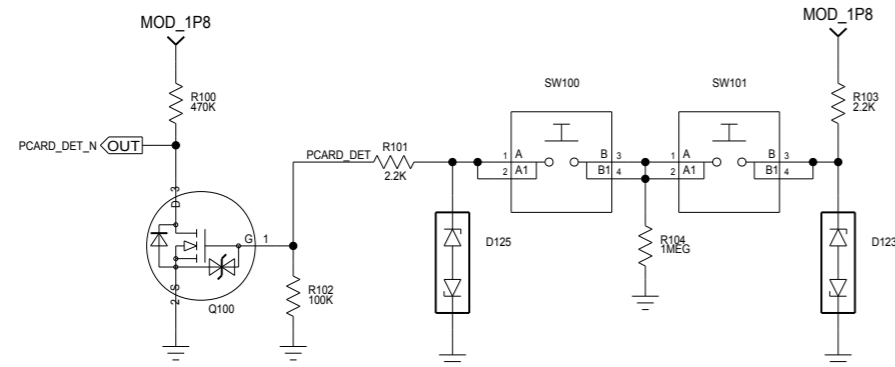 MOD_1P8
MOD_1P8
R100
470K
SW100
SW101
R103
2.2K
PCARD_DET_N
OUT
PCARD_DET
R101
2.2K
1
A
B
3
2
A1
B1
4
1
A
B
3
2
A1
B1
4
3
D
G
1
S
2
Q100
R102
100K
D125
R104
1MEG
D123